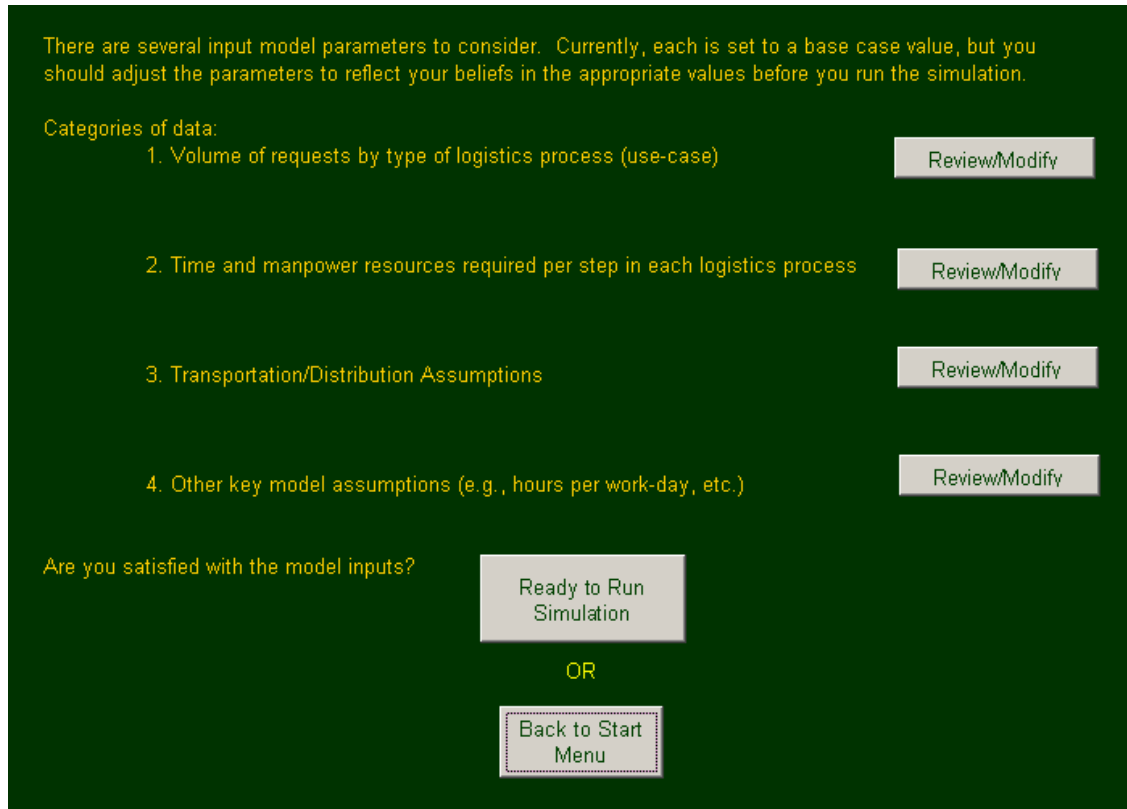 There are several input model parameters to consider.  Currently, each is set to a base case value, but you
should adjust the parameters to reflect your beliefs in the appropriate values before you run the simulation.
Categories of data:
1. Volume of requests by type of logistics process (use-case)
Review/Modify
2. Time and manpower resources required per step in each logistics process
Review/Modify
3. Transportation/Distribution Assumptions
Review/Modify
4. Other key model assumptions (e.g., hours per work-day, etc.)
Review/Modify
Are you satisfied with the model inputs?
Ready to Run
Simulation
OR
Back to Start
Menu